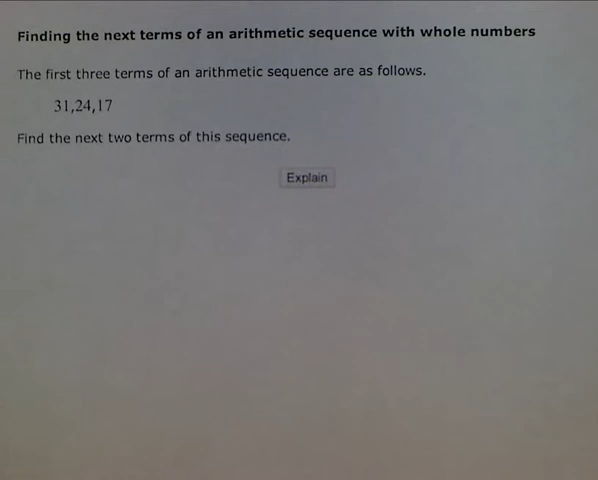 Finding the next terms of an arithmetic sequence with whole numbers
The first three terms of an arithmetic sequence are as follows.
31,24,17
Find the next two terms of this sequence.
Explain